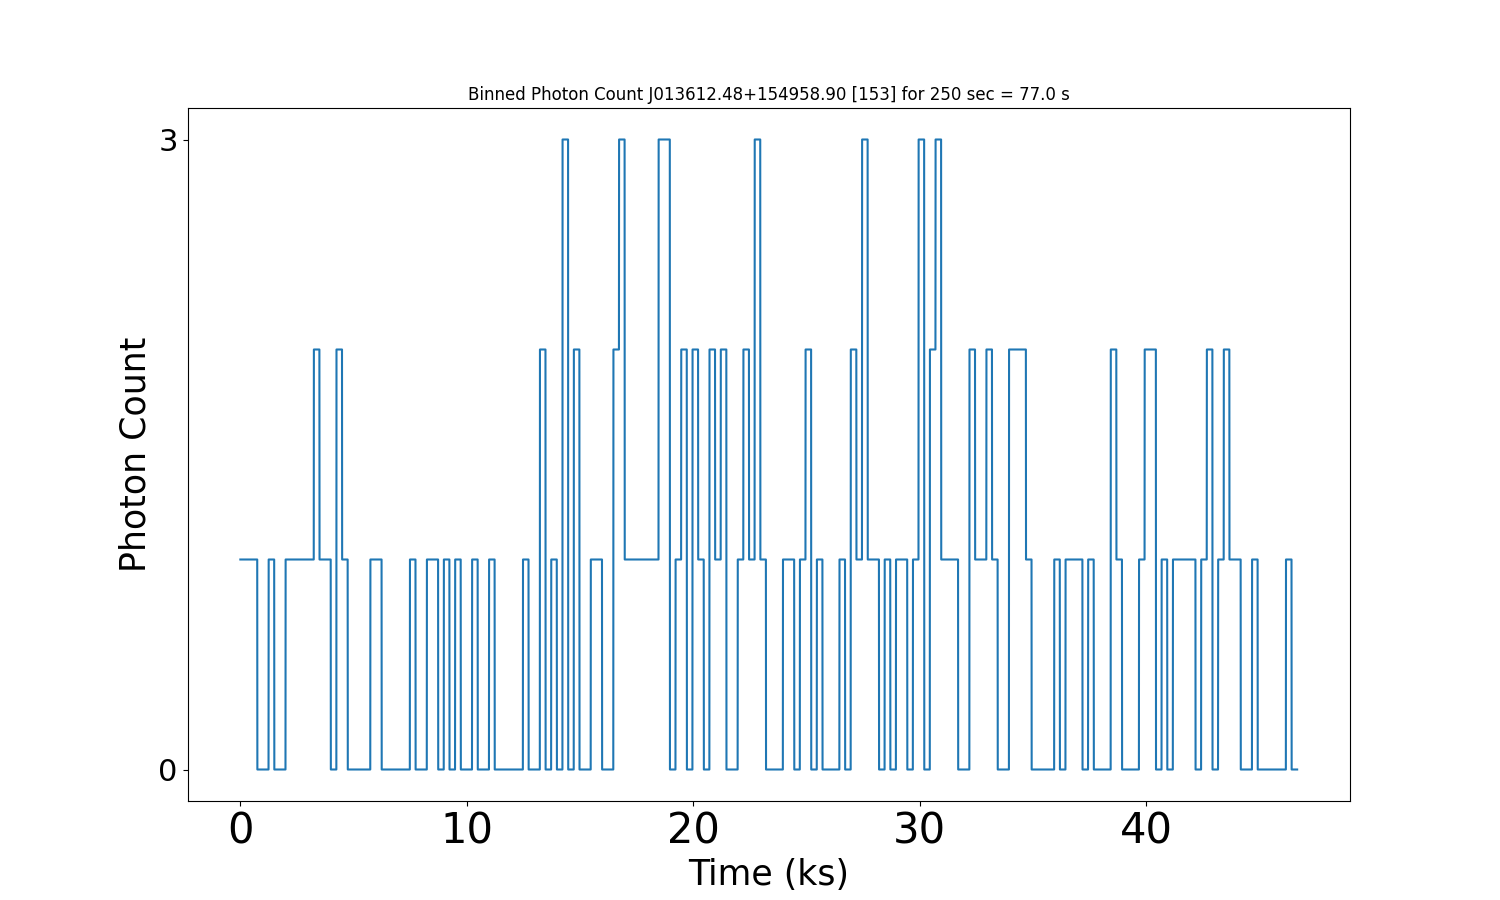 Binned Photon Count J013612.48+154958.90 [153] for 250 sec = 77.0 s
3
Photon Count
0
0 10 20 30 40
Time (ks)